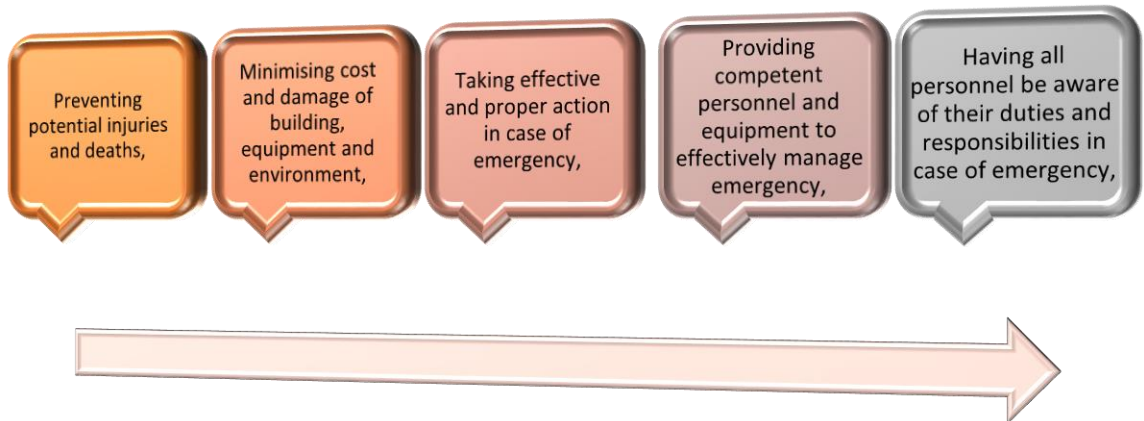 Preventing
potential injuries
and deaths,
Minimising cost
and damage of
building,
equipment and
environment,
Taking effective
and proper action
in case of
emergency,
Providing
competent
personnel and
equipment to
effectively manage
emergency,
Having all
personnel be aware
of their duties and
responsibilities in
case of emergency,